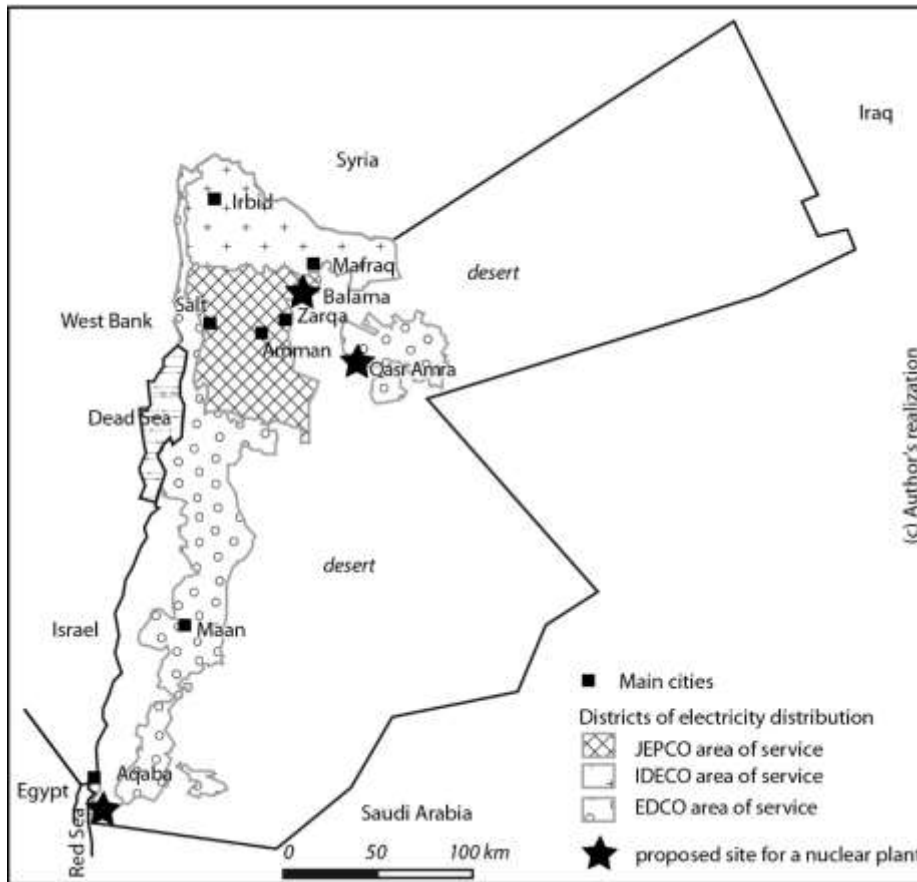 Iraq
Syria
Irbid
Mafraq
desert
Balama
Salt
Zarqa
West Bank
Amman
Qasr Amra
Dead Sea
(c) Author's realization
desert
Israel
Maan
Main cities
Districts of electricity distribution
JEPCO area of service
IDECO area of service
EDCO area of service
proposed site for a nuclear plant
Aqaba
Egypt
Red Sea
Saudi Arabia
0 50 100 km